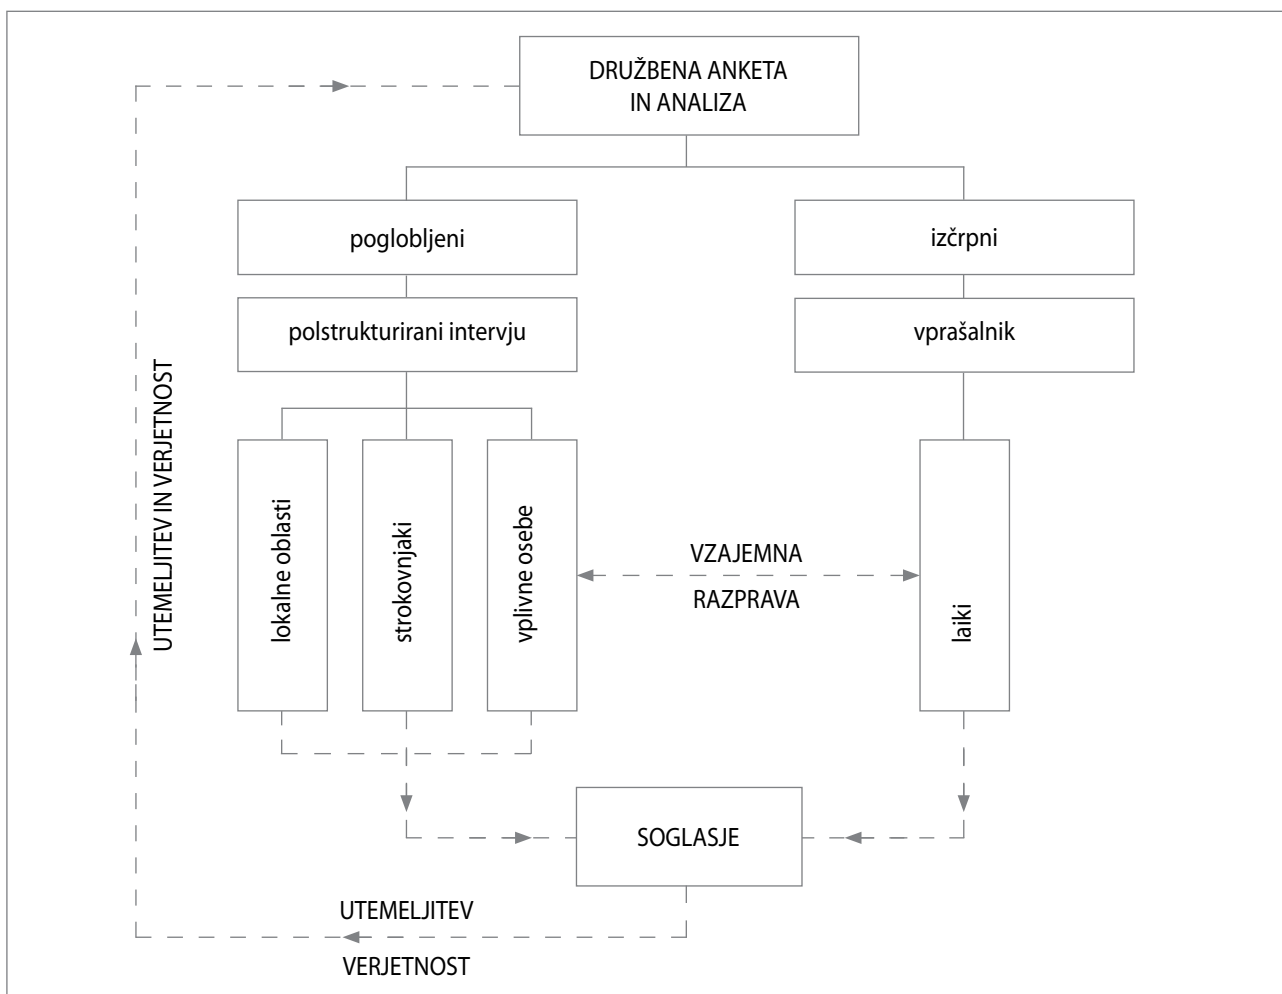 DRUŽBENA ANKETA
IN ANALIZA
poglobljeni
izčrpni
polstrukturirani intervju
vprašalnik
UTEMELJITEV IN VERJETNOST
lokalne oblasti
strokovnjaki
vplivne osebe
VZAJEMNA
RAZPRAVA
laiki
SOGLASJE
UTEMELJITEV
VERJETNOST